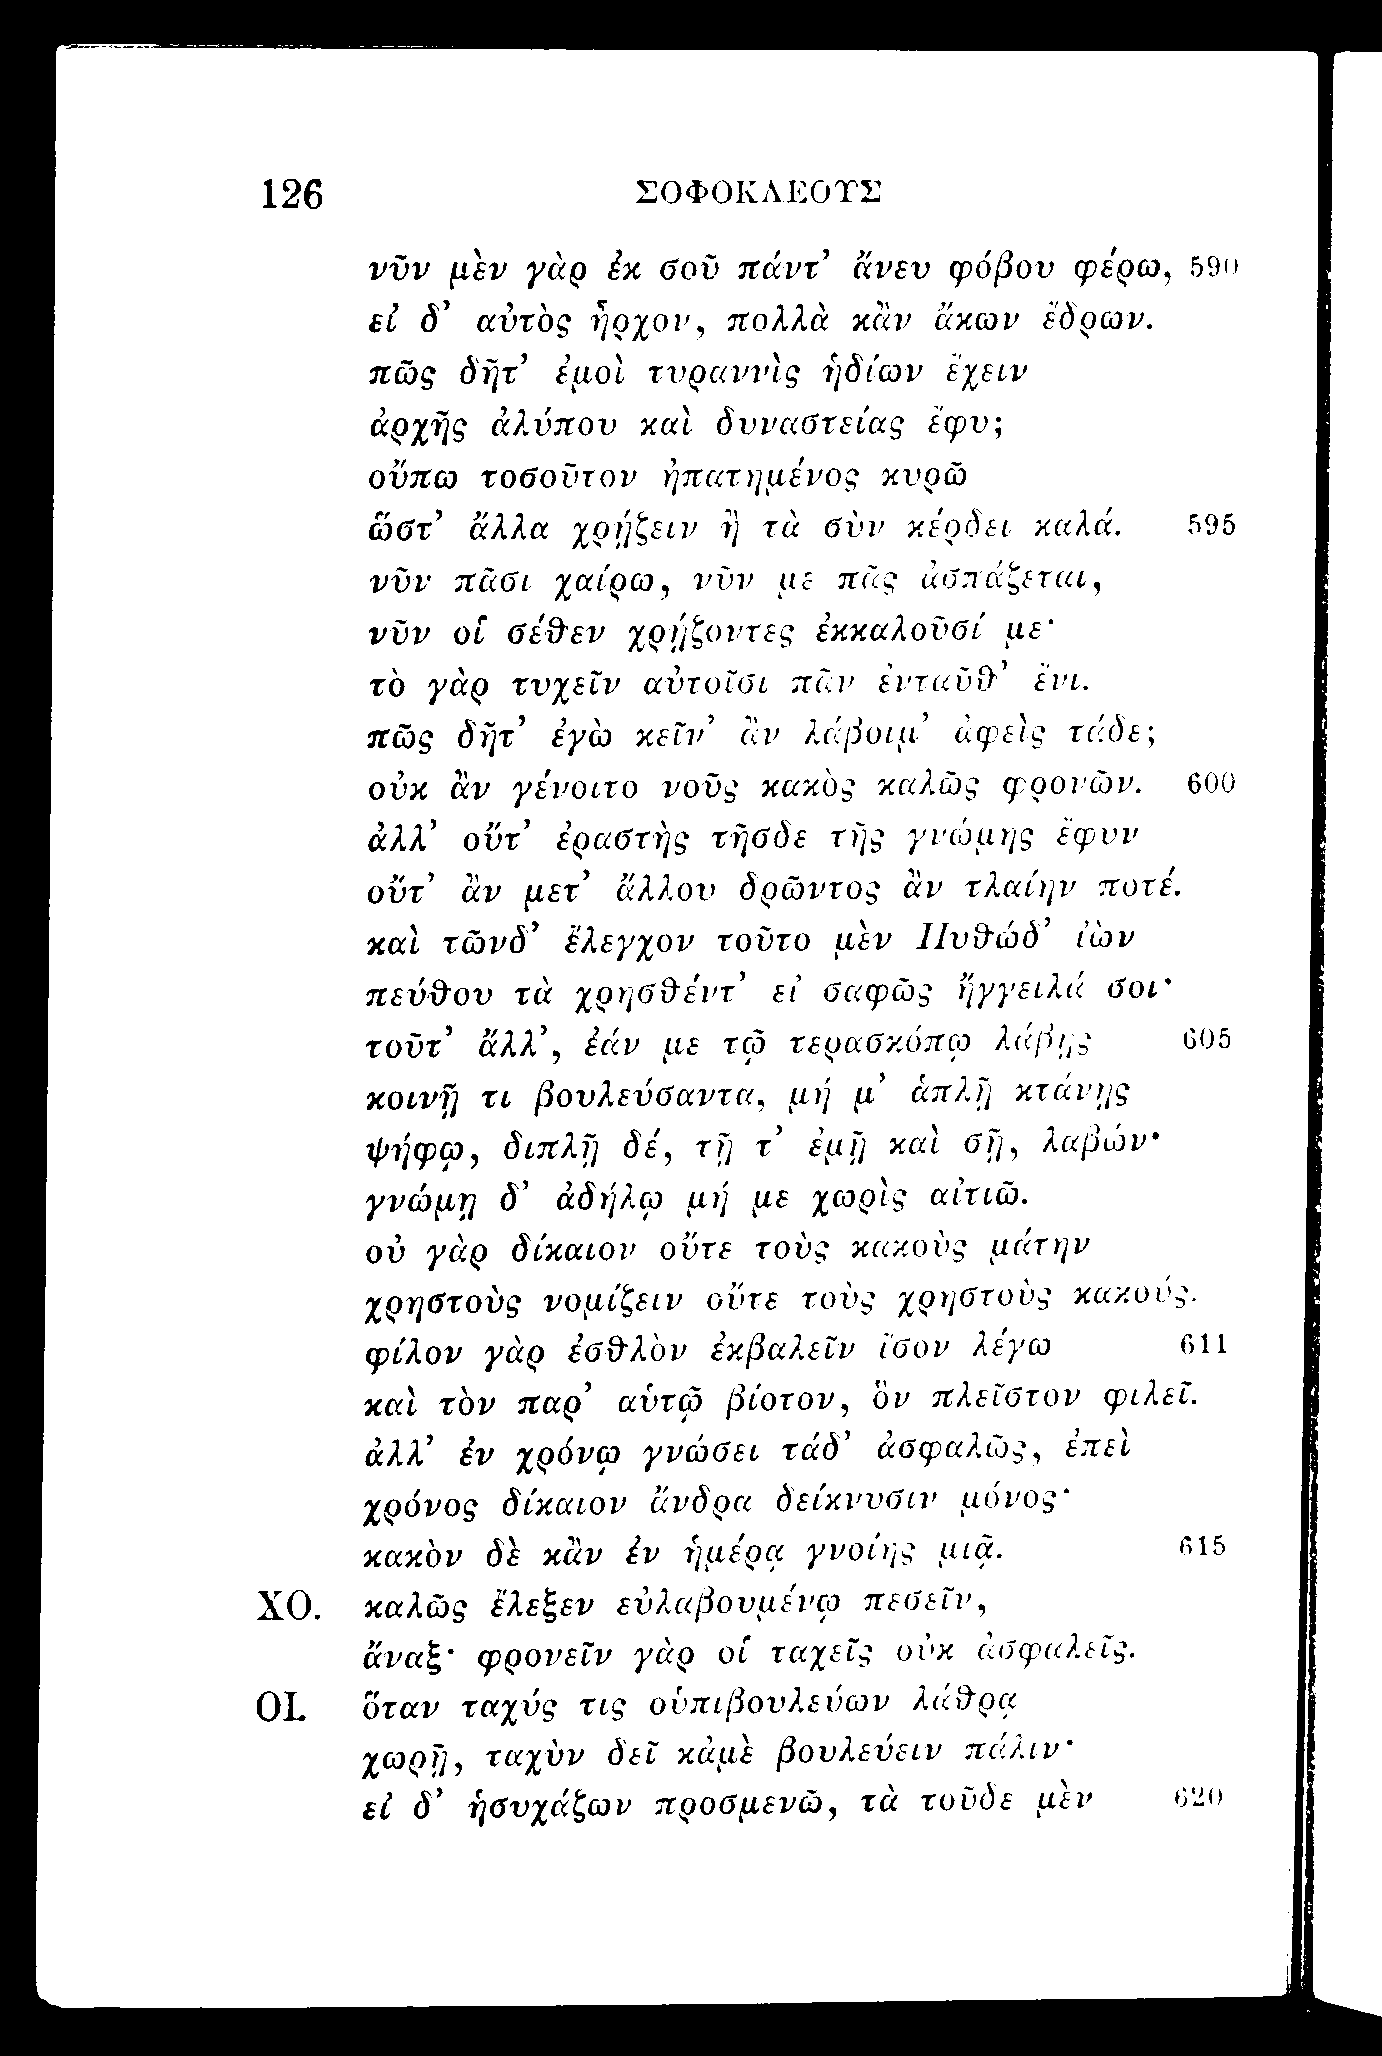 126 ΣΟΦΟΚΛΕΟΥΣ
νῦν μὲν γὰρ ἐκ σοῦ πάντ’ ἄνευ φόβου φέρω, 590
εἰ δ’ αὐτὸς ἦρχον, πολλὰ κἂν ἄκων ἔδρων.
πῶς δῆτ’ ἐμοὶ τυραννὶς ἡδίων ἔχειν
ἀρχῆς ἀλύπου καὶ δυναστείας ἔφυ;
οὔπω τοσοῦτον ἠπατημένος κυρῶ
ὥστ’ ἄλλα χρῄζειν ἢ τὰ σὺν κέρδει καλά. 595
νῦν πᾶσι χαίρω, νῦν με πᾶς ἀσπάζεται,
νῦν οἱ σέθεν χρῄζοντες ἐκκαλοῦσί με·
τὸ γὰρ τυχεῖν αὐτοῖσι πᾶν ἐνταῦθ’ ἔνι.
πῶς δῆτ’ ἐγὼ κεῖν’ ἂν λάβοιμ’ ἀφεὶς τάδε;
οὐκ ἂν γένοιτο νοῦς κακὸς καλῶς φρονῶν. 600
ἀλλ’ οὔτ’ ἐραστὴς τῆσδε τῆς γνώμης ἔφυν
οὔτ’ ἂν μετ’ ἄλλου δρῶντος ἂν τλαίην ποτέ.
καὶ τῶνδ’ ἔλεγχον τοῦτο μὲν Πυθώδ’ ἰὼν
πεύθου τὰ χρησθέντ’ εἰ σαφῶς ἤγγειλά σοι·
τοῦτ’ ἄλλ’, ἐάν με τῷ τερασκόπῳ λάβῃς 605
κοινῇ τι βουλεύσαντα, μή μ’ ἁπλῇ κτάνῃς
ψήφῳ, διπλῇ δέ, τῇ τ’ ἐμῇ καὶ σῇ, λαβών·
γνώμῃ δ’ ἀδήλῳ μή με χωρὶς αἰτιῶ.
οὐ γὰρ δίκαιον οὔτε τοὺς κακοὺς μάτην
χρηστοὺς νομίζειν οὔτε τοὺς χρηστοὺς κακούς.
φίλον γὰρ ἐσθλὸν ἐκβαλεῖν ἴσον λέγω 611
καὶ τὸν παρ’ αὑτῷ βίοτον, ὃν πλεῖστον φιλεῖ.
ἀλλ’ ἐν χρόνῳ γνώσει τάδ’ ἀσφαλῶς, ἐπεὶ
χρόνος δίκαιον ἄνδρα δείκνυσιν μόνος·
κακὸν δὲ κἂν ἐν ἡμέρᾳ γνοίης μιᾷ. 615
ΧΟ. καλῶς ἔλεξεν εὐλαβουμένῳ πεσεῖν,
ἄναξ· φρονεῖν γὰρ οἱ ταχεῖς οὐκ ἀσφαλεῖς.
ΟΙ. ὅταν ταχύς τις οὑπιβουλεύων λάθρᾳ
χωρῇ, ταχὺν δεῖ κἀμὲ βουλεύειν πάλιν·
εἰ δ’ ἡσυχάζων προσμενῶ, τὰ τοῦδε μὲν 620